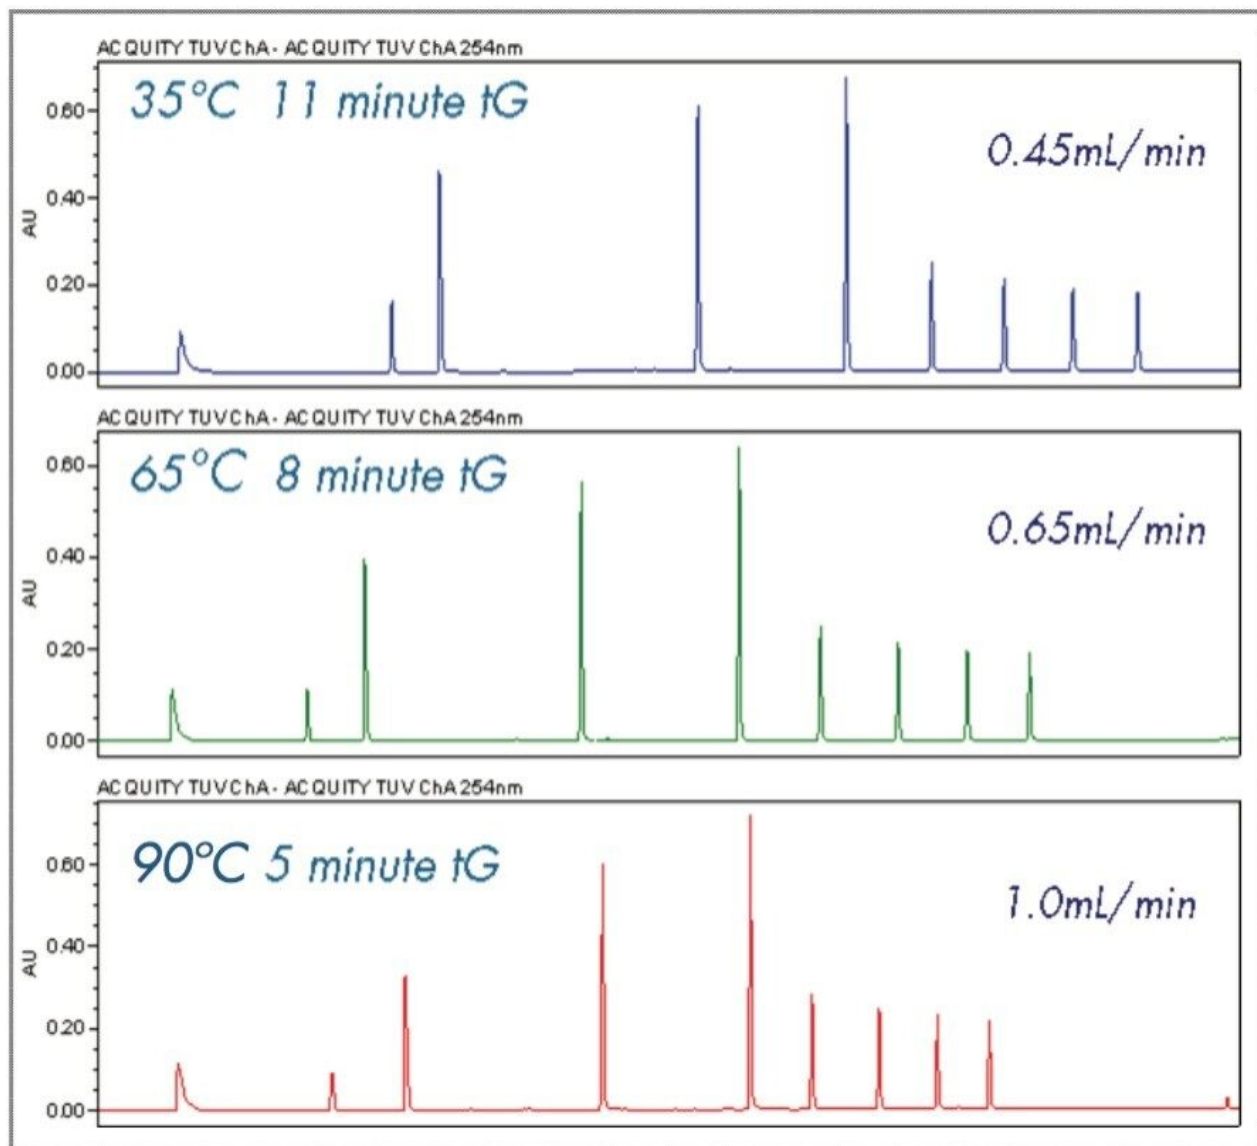 ACQUITY TUV ChA - ACQUITY TUV ChA 254nm
35°C 11 minute tG
0.45mL/min
AU
0.60
0.40
0.20
0.00
ACQUITY TUV ChA - ACQUITY TUV ChA 254nm
65°C 8 minute tG
0.65mL/min
AU
0.60
0.40
0.20
0.00
ACQUITY TUV ChA - ACQUITY TUV ChA 254nm
90°C 5 minute tG
1.0mL/min
AU
0.60
0.40
0.20
0.00